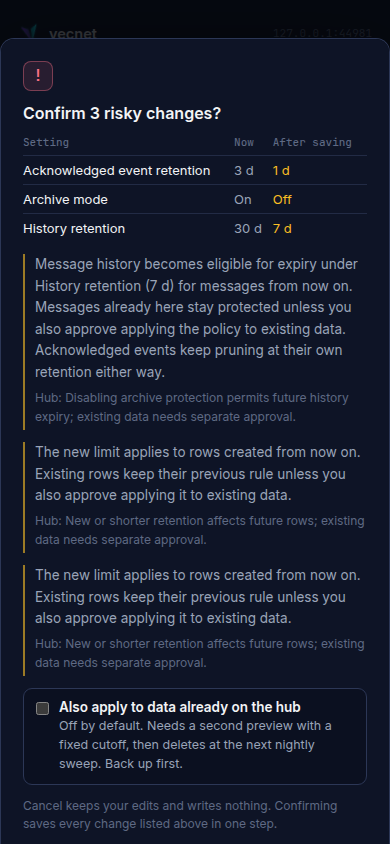 vecnet 127.0.0.1:44981
!
Confirm 3 risky changes?
Setting Now After saving
Acknowledged event retention 3 d 1 d
Archive mode On Off
History retention 30 d 7 d
Message history becomes eligible for expiry under
History retention (7 d) for messages from now on.
Messages already here stay protected unless you
also approve applying the policy to existing data.
Acknowledged events keep pruning at their own
retention either way.
Hub: Disabling archive protection permits future history
expiry; existing data needs separate approval.
The new limit applies to rows created from now on.
Existing rows keep their previous rule unless you
also approve applying it to existing data.
Hub: New or shorter retention affects future rows; existing
data needs separate approval.
The new limit applies to rows created from now on.
Existing rows keep their previous rule unless you
also approve applying it to existing data.
Hub: New or shorter retention affects future rows; existing
data needs separate approval.
Also apply to data already on the hub
Off by default. Needs a second preview with a
fixed cutoff, then deletes at the next nightly
sweep. Back up first.
Cancel keeps your edits and writes nothing. Confirming
saves every change listed above in one step.